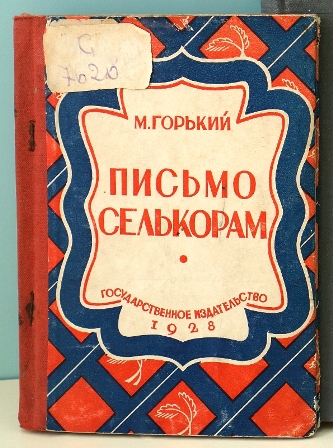 С
7020
М. ГОРЬКИЙ
ПИСЬМО
СЕЛЬКОРАМ
ГОСУДАРСТВЕННОЕ ИЗДАТЕЛЬСТВО
1928